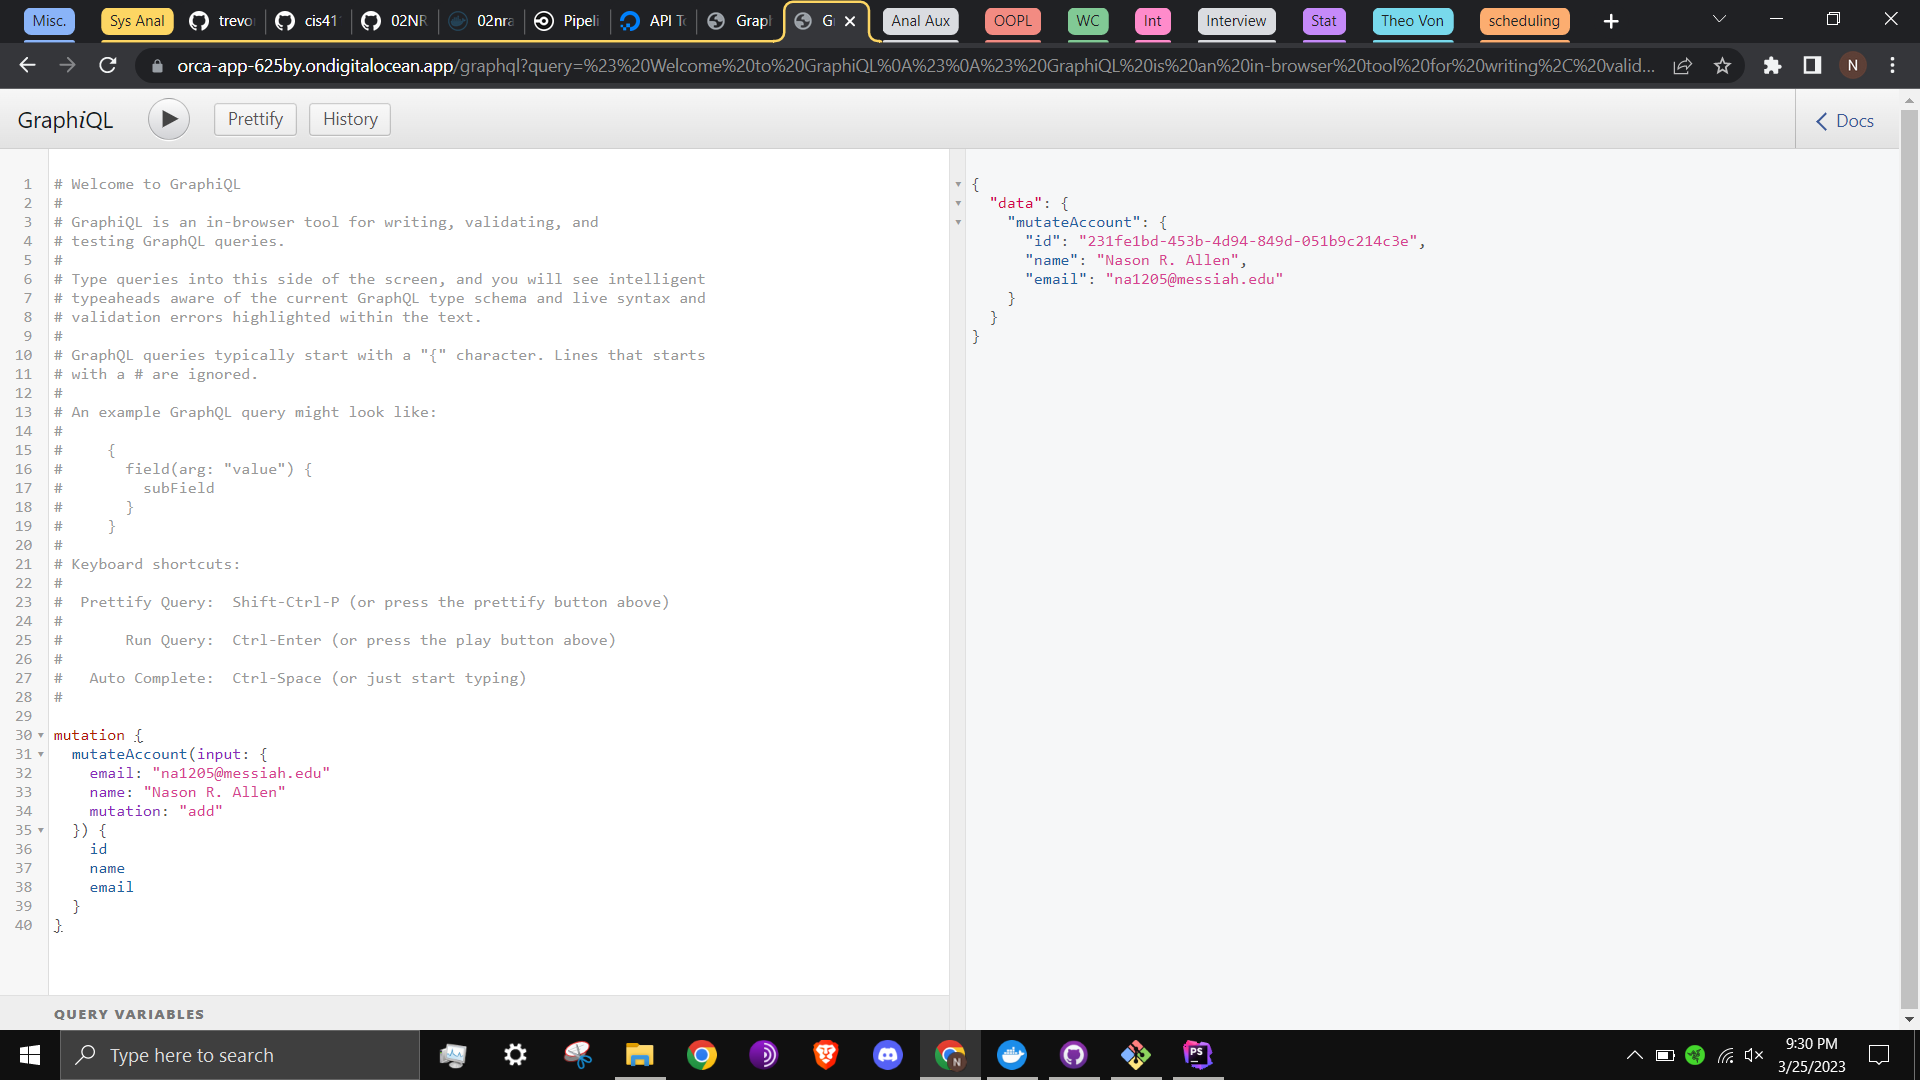 Misc.
Sys Anal
trevo
cis411
02NR
02nra
Pipeli
API To
Graph
G
Anal Aux
OOPL
WC
Int
Interview
Stat
Theo Von
scheduling
orca-app-625by.ondigitalocean.app/graphql?query=%23%20Welcome%20to%20GraphiQL%0A%23%0A%23%20GraphiQL%20is%20an%20in-browser%20tool%20for%20writing%2C%20valid...
N
GraphiQL
Prettify
History
Docs
1 # Welcome to GraphiQL
2 #
3 # GraphiQL is an in-browser tool for writing, validating, and
4 # testing GraphQL queries.
5 #
6 # Type queries into this side of the screen, and you will see intelligent
7 # typeaheads aware of the current GraphQL type schema and live syntax and
8 # validation errors highlighted within the text.
9 #
10 # GraphQL queries typically start with a "{" character. Lines that starts
11 # with a # are ignored.
12 #
13 # An example GraphQL query might look like:
14 #
15 #     {
16 #       field(arg: "value") {
17 #         subField
18 #       }
19 #     }
20 #
21 # Keyboard shortcuts:
22 #
23 #  Prettify Query:  Shift-Ctrl-P (or press the prettify button above)
24 #
25 #       Run Query:  Ctrl-Enter (or press the play button above)
26 #
27 #   Auto Complete:  Ctrl-Space (or just start typing)
28 #
29
30 mutation {
31   mutateAccount(input: {
32     email: "na1205@messiah.edu"
33     name: "Nason R. Allen"
34     mutation: "add"
35   }) {
36     id
37     name
38     email
39   }
40 }
QUERY VARIABLES
{
  "data": {
    "mutateAccount": {
      "id": "231fe1bd-453b-4d94-849d-051b9c214c3e",
      "name": "Nason R. Allen",
      "email": "na1205@messiah.edu"
    }
  }
}
Type here to search
N
PS
9:30 PM
3/25/2023